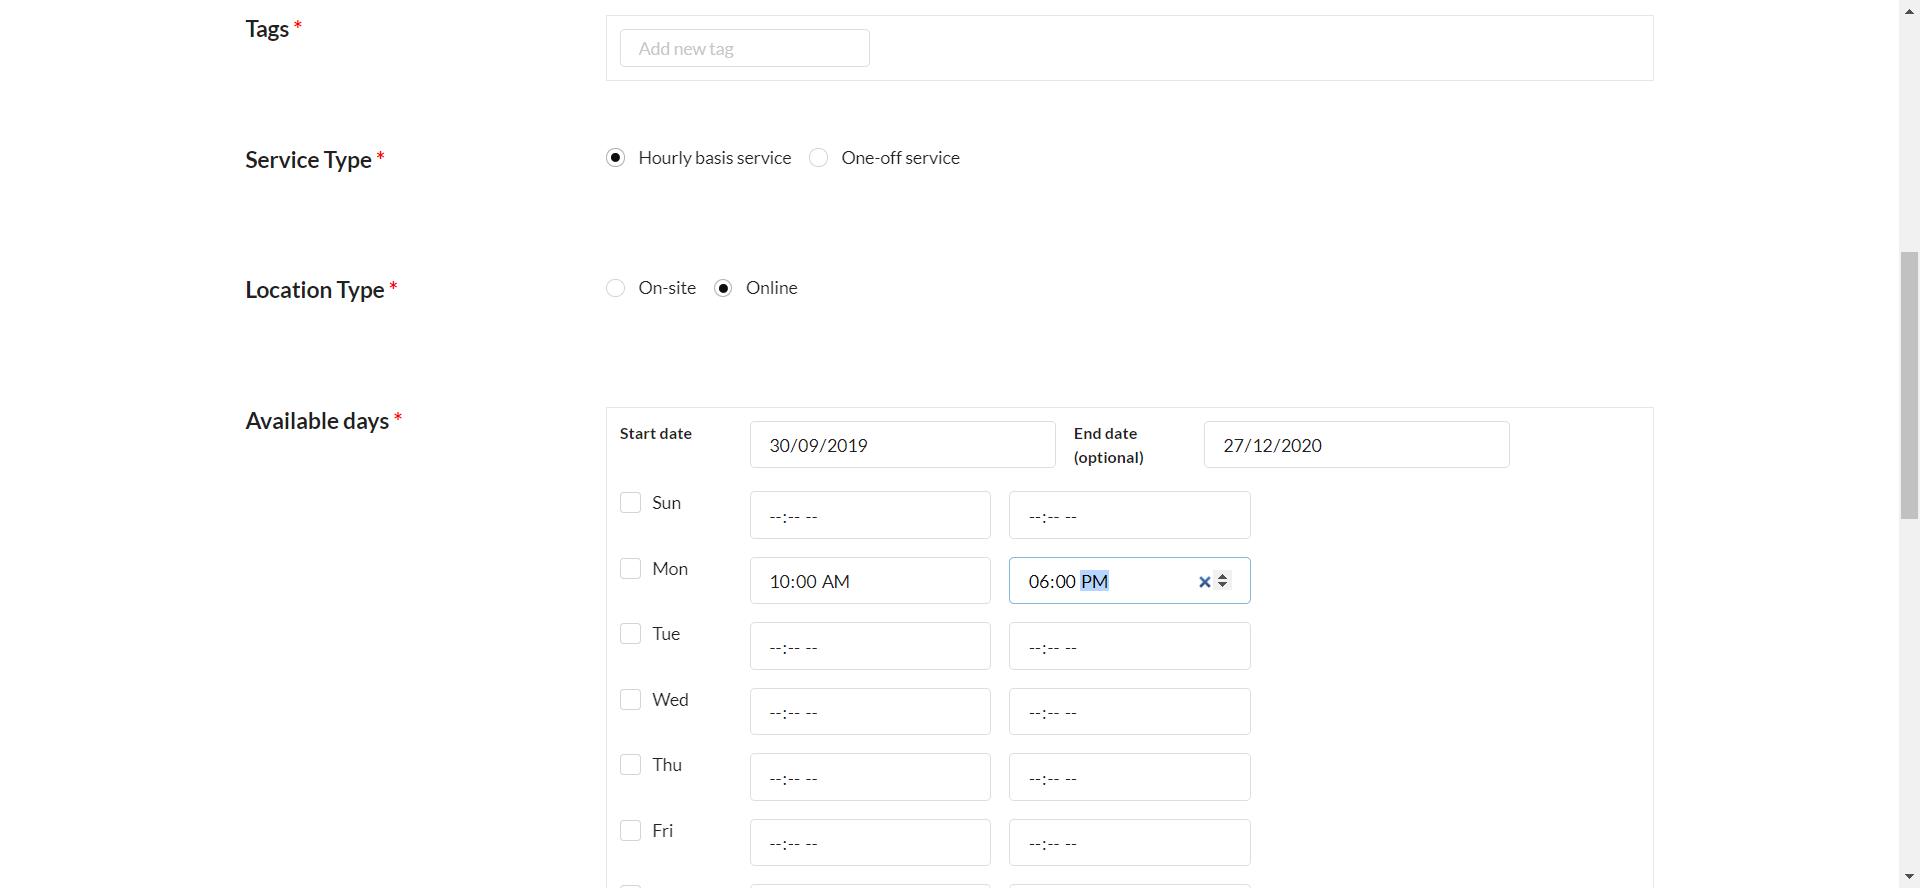 Tags *
Add new tag
Service Type *
Hourly basis service One-off service
Location Type *
On-site Online
Available days *
Start date 30/09/2019 End date (optional) 27/12/2020
Sun --:-- -- --:-- --
Mon 10:00 AM 06:00 PM
Tue --:-- -- --:-- --
Wed --:-- -- --:-- --
Thu --:-- -- --:-- --
Fri --:-- -- --:-- --